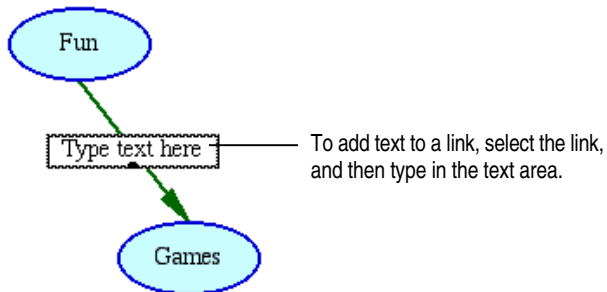 Fun
Type text here
To add text to a link, select the link,
and then type in the text area.
Games